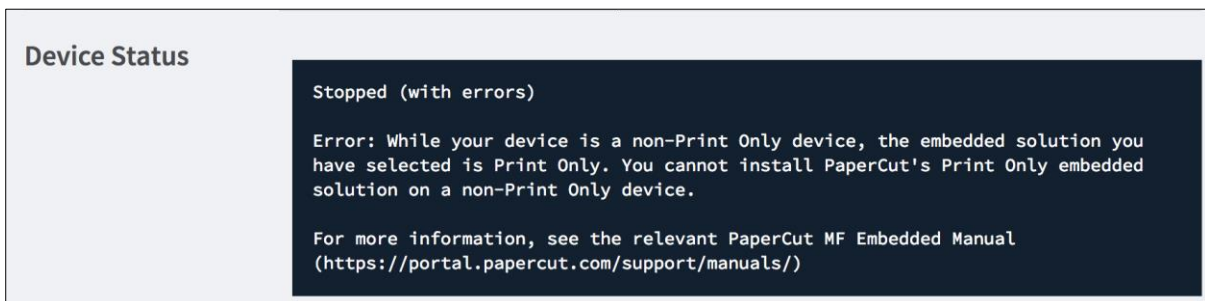 Device Status
Stopped (with errors)
Error: While your device is a non-Print Only device, the embedded solution you
have selected is Print Only. You cannot install PaperCut's Print Only embedded
solution on a non-Print Only device.
For more information, see the relevant PaperCut MF Embedded Manual
(https://portal.papercut.com/support/manuals/)